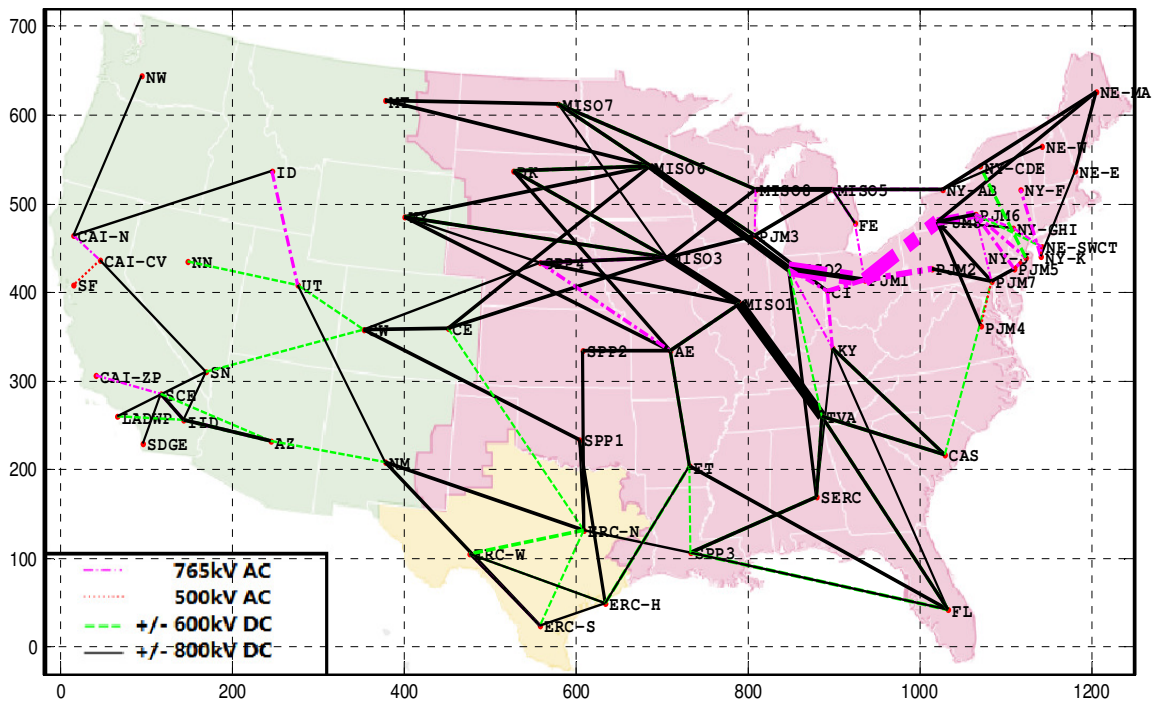 700
600
500
400
300
200
100
0
0
200
400
600
800
1000
1200
NW
MT
MISO7
NE-MA
ID
MISO6
NE-W
NY-CDE
NE-E
MISO5
NY-AB
NY-F
CAI-N
FE
PJM6
NY-GHI
PJM3
CAI-CV
NN
SPP4
MISO3
NE-SWCT
NY-K
PJM1
PJM2
PJM5
SF
UT
CI
PJM7
MISO1
CE
PJM4
SPP2
AE
KY
CAI-ZP
SN
SCE
LADWP
IID
TVA
SDGE
AZ
SPP1
NM
ET
CAS
SERC
ERC-N
ERC-W
SPP3
ERC-H
ERC-S
FL
765kV AC
500kV AC
+/- 600kV DC
+/- 800kV DC